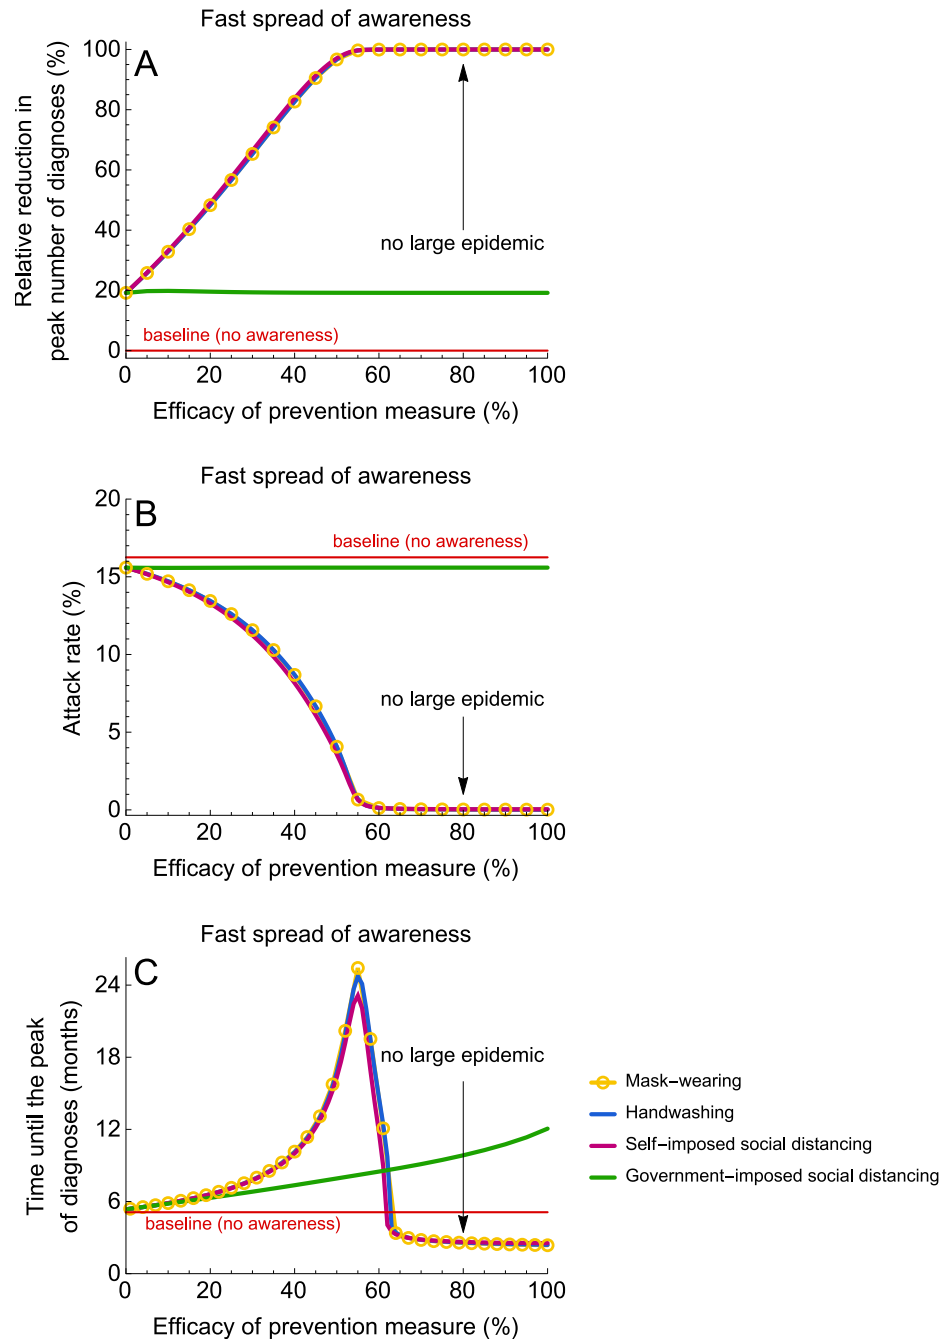 Fast spread of awareness
A
Relative reduction in
peak number of diagnoses (%)
100
80
60
40
20
0
no large epidemic
baseline (no awareness)
0 20 40 60 80 100
Efficacy of prevention measure (%)
Fast spread of awareness
B
Attack rate (%)
20
15
10
5
0
baseline (no awareness)
no large epidemic
0 20 40 60 80 100
Efficacy of prevention measure (%)
Fast spread of awareness
C
Time until the peak
of diagnoses (months)
24
18
12
6
0
no large epidemic
baseline (no awareness)
0 20 40 60 80 100
Efficacy of prevention measure (%)
Mask–wearing
Handwashing
Self–imposed social distancing
Government–imposed social distancing